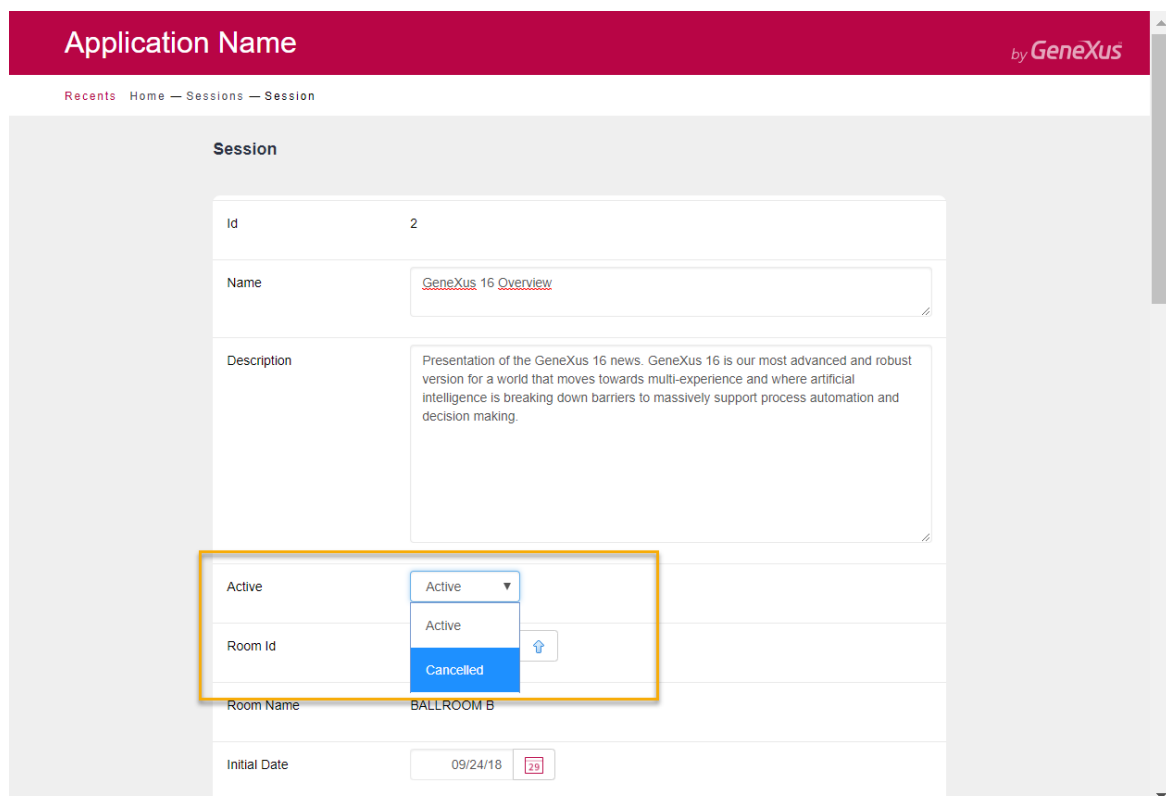 Application Name
by GeneXus
Recents Home — Sessions — Session
Session
Id 2
Name GeneXus 16 Overview
Description Presentation of the GeneXus 16 news. GeneXus 16 is our most advanced and robust
version for a world that moves towards multi-experience and where artificial
intelligence is breaking down barriers to massively support process automation and
decision making.
Active Active ▼
Active
Room Id
Cancelled
Room Name BALLROOM B
Initial Date 09/24/18 29